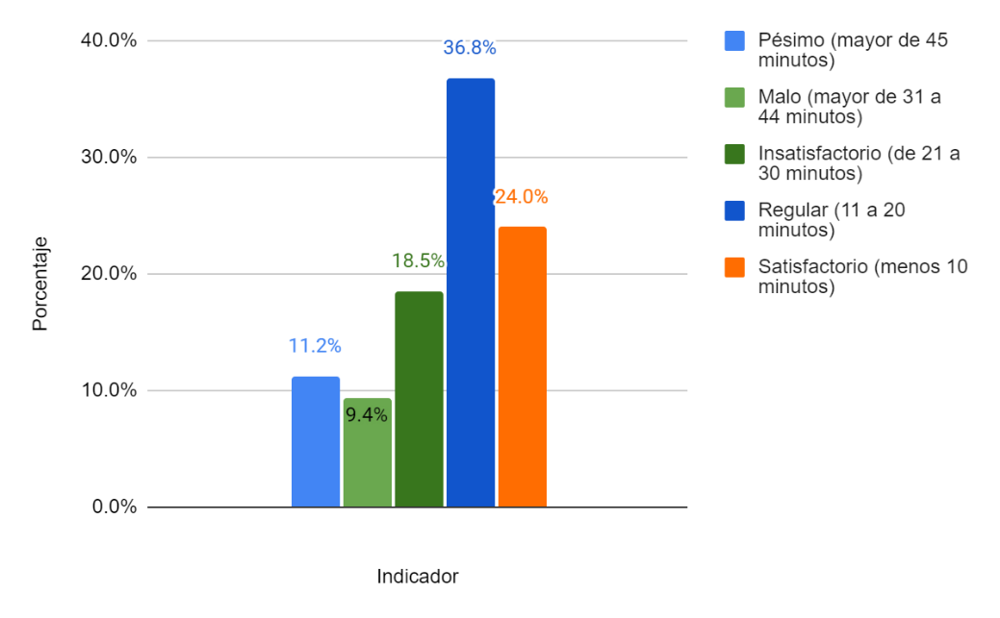 40.0%
30.0%
20.0%
10.0%
0.0%
Porcentaje
11.2%
9.4%
18.5%
36.8%
24.0%
Indicador
Pésimo (mayor de 45
minutos)
Malo (mayor de 31 a
44 minutos)
Insatisfactorio (de 21 a
30 minutos)
Regular (11 a 20
minutos)
Satisfactorio (menos 10
minutos)